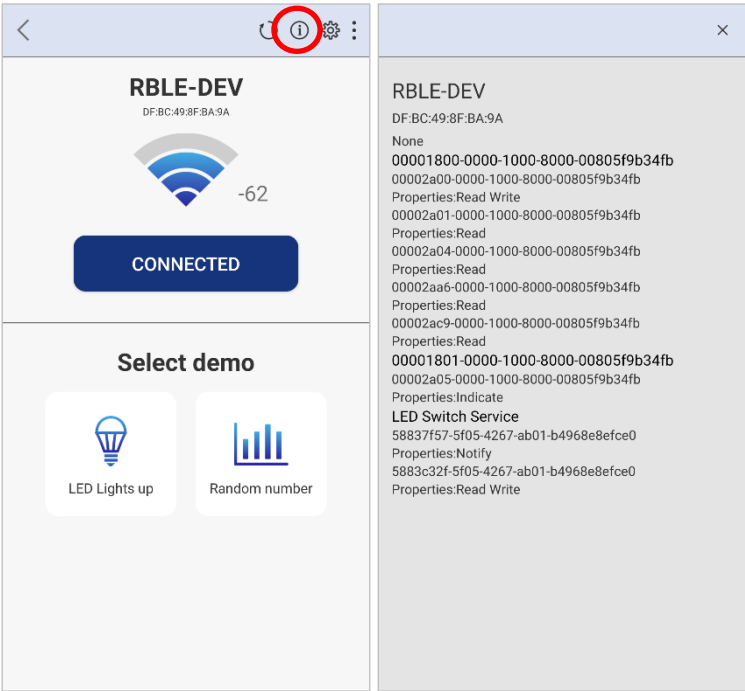 RBLE-DEV
DF:BC:49:8F:BA:9A
-62
CONNECTED
Select demo
LED Lights up
Random number
RBLE-DEV
DF:BC:49:8F:BA:9A
None
00001800-0000-1000-8000-00805f9b34fb
00002a00-0000-1000-8000-00805f9b34fb
Properties:Read Write
00002a01-0000-1000-8000-00805f9b34fb
Properties:Read
00002a04-0000-1000-8000-00805f9b34fb
Properties:Read
00002aa6-0000-1000-8000-00805f9b34fb
Properties:Read
00002ac9-0000-1000-8000-00805f9b34fb
Properties:Read
00001801-0000-1000-8000-00805f9b34fb
00002a05-0000-1000-8000-00805f9b34fb
Properties:Indicate
LED Switch Service
58837f57-5f05-4267-ab01-b4968e8efce0
Properties:Notify
5883c32f-5f05-4267-ab01-b4968e8efce0
Properties:Read Write